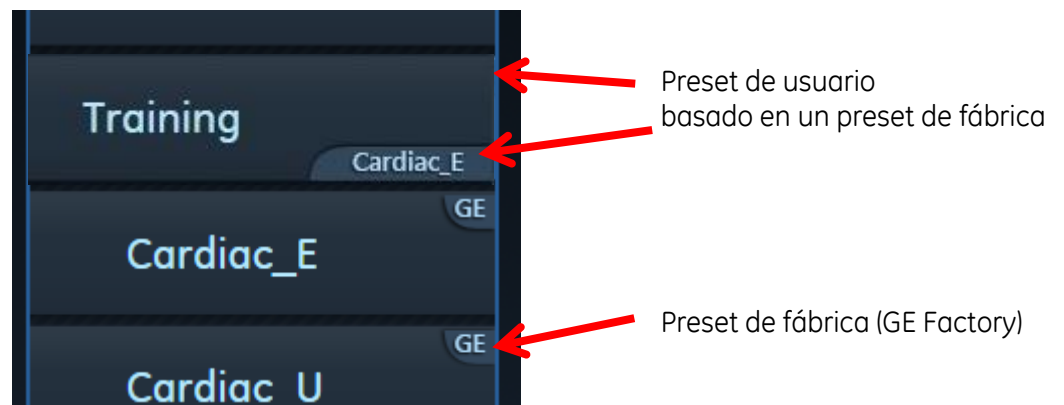 Training
Cardiac_E
GE
Cardiac_E
GE
Cardiac_U
Preset de usuario
basado en un preset de fábrica
Preset de fábrica (GE Factory)